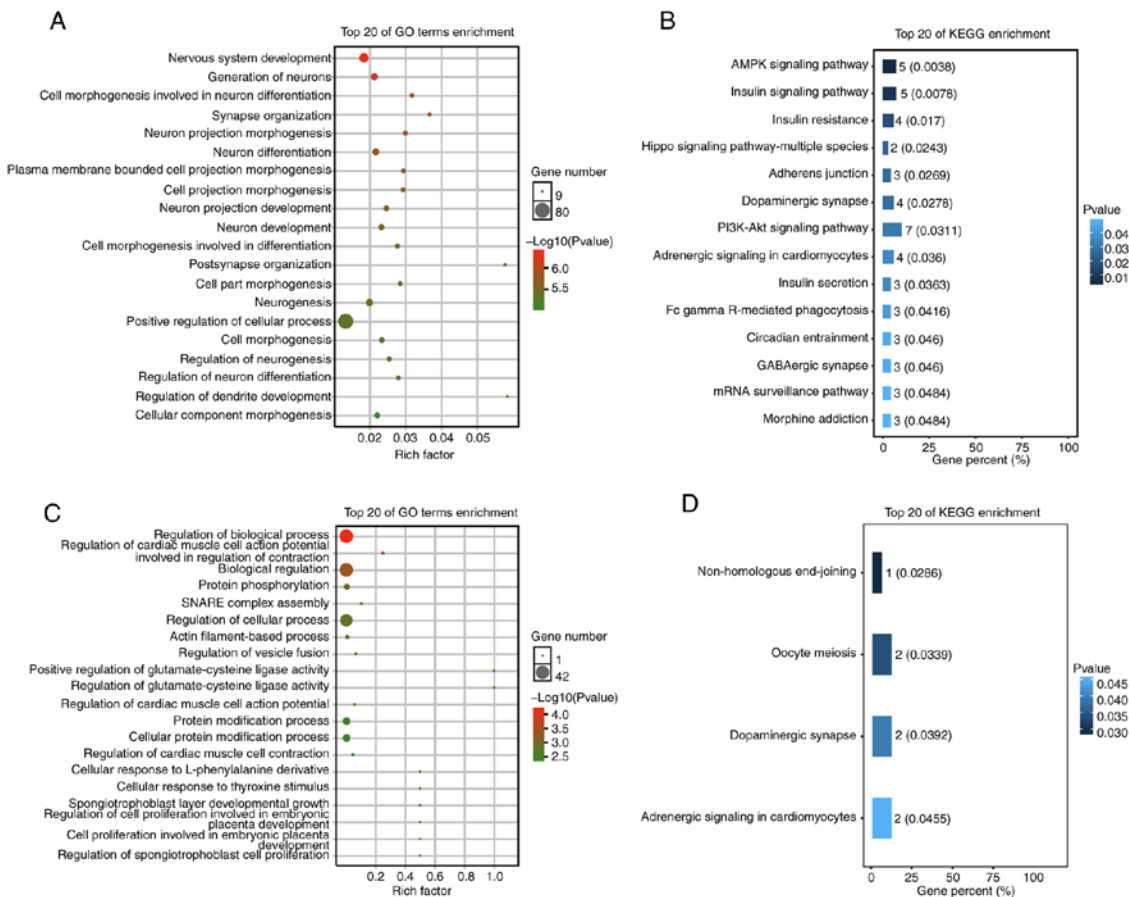 A
Top 20 of GO terms enrichment
Nervous system development
Generation of neurons
Cell morphogenesis involved in neuron differentiation
Synapse organization
Neuron projection morphogenesis
Neuron differentiation
Plasma membrane bounded cell projection morphogenesis
Cell projection morphogenesis
Neuron projection development
Neuron development
Cell morphogenesis involved in differentiation
Postsynapse organization
Cell part morphogenesis
Neurogenesis
Positive regulation of cellular process
Cell morphogenesis
Regulation of neurogenesis
Regulation of neuron differentiation
Regulation of dendrite development
Cellular component morphogenesis
0.02 0.03 0.04 0.05
Rich factor
Gene number
9
80
−Log10(Pvalue)
6.0
5.5
B
Top 20 of KEGG enrichment
AMPK signaling pathway 5 (0.0038)
Insulin signaling pathway 5 (0.0078)
Insulin resistance 4 (0.017)
Hippo signaling pathway-multiple species 2 (0.0243)
Adherens junction 3 (0.0269)
Dopaminergic synapse 4 (0.0278)
PI3K-Akt signaling pathway 7 (0.0311)
Adrenergic signaling in cardiomyocytes 4 (0.036)
Insulin secretion 3 (0.0363)
Fc gamma R-mediated phagocytosis 3 (0.0416)
Circadian entrainment 3 (0.046)
GABAergic synapse 3 (0.046)
mRNA surveillance pathway 3 (0.0484)
Morphine addiction 3 (0.0484)
0 25 50 75 100
Gene percent (%)
Pvalue
0.04
0.03
0.02
0.01
C
Top 20 of GO terms enrichment
Regulation of biological process
Regulation of cardiac muscle cell action potential
involved in regulation of contraction
Biological regulation
Protein phosphorylation
SNARE complex assembly
Regulation of cellular process
Actin filament-based process
Regulation of vesicle fusion
Positive regulation of glutamate-cysteine ligase activity
Regulation of glutamate-cysteine ligase activity
Regulation of cardiac muscle cell action potential
Protein modification process
Cellular protein modification process
Regulation of cardiac muscle cell contraction
Cellular response to L-phenylalanine derivative
Cellular response to thyroxine stimulus
Spongiotrophoblast layer developmental growth
Regulation of cell proliferation involved in embryonic
placenta development
Cell proliferation involved in embryonic placenta
development
Regulation of spongiotrophoblast cell proliferation
0.2 0.4 0.6 0.8 1.0
Rich factor
Gene number
1
42
−Log10(Pvalue)
4.0
3.5
3.0
2.5
D
Top 20 of KEGG enrichment
Non-homologous end-joining 1 (0.0286)
Oocyte meiosis 2 (0.0339)
Dopaminergic synapse 2 (0.0392)
Adrenergic signaling in cardiomyocytes 2 (0.0455)
0 25 50 75 100
Gene percent (%)
Pvalue
0.045
0.040
0.035
0.030